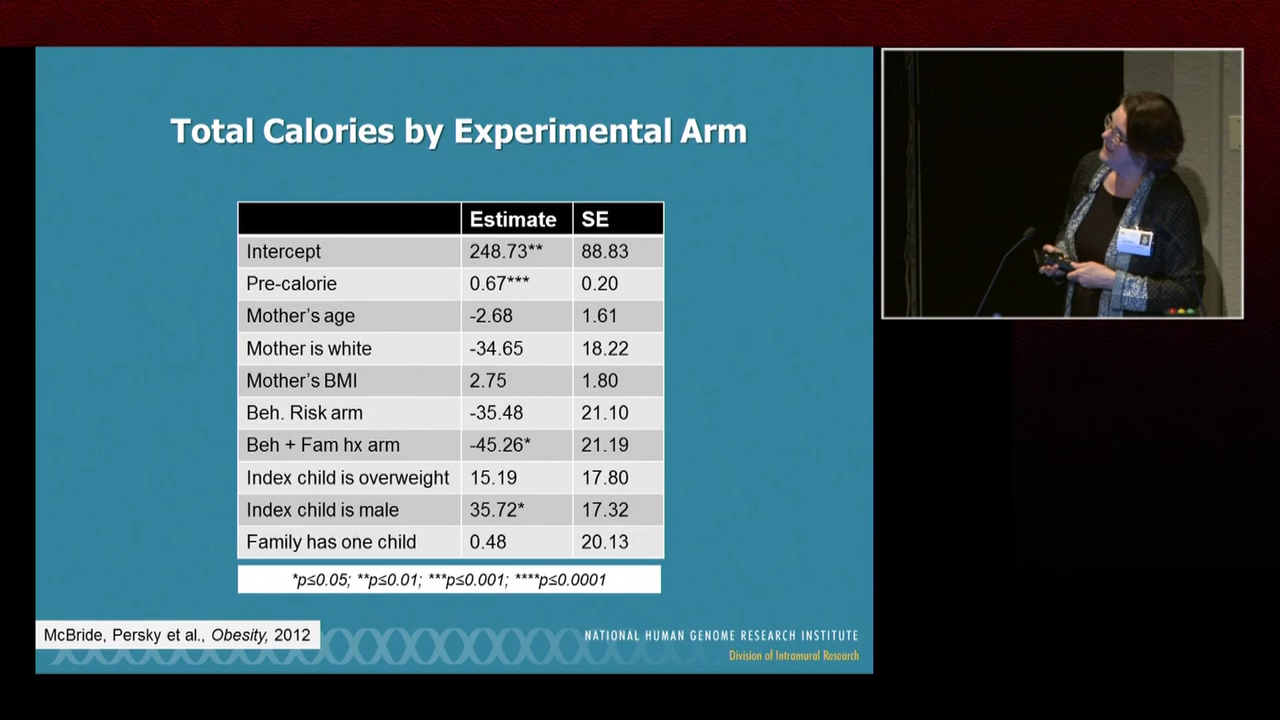 Total Calories by Experimental Arm
Estimate SE
Intercept 248.73** 88.83
Pre-calorie 0.67*** 0.20
Mother's age -2.68 1.61
Mother is white -34.65 18.22
Mother's BMI 2.75 1.80
Beh. Risk arm -35.48 21.10
Beh + Fam hx arm -45.26* 21.19
Index child is overweight 15.19 17.80
Index child is male 35.72* 17.32
Family has one child 0.48 20.13
*p≤0.05; **p≤0.01; ***p≤0.001; ****p≤0.0001
McBride, Persky et al., Obesity, 2012
NATIONAL HUMAN GENOME RESEARCH INSTITUTE
Division of Intramural Research